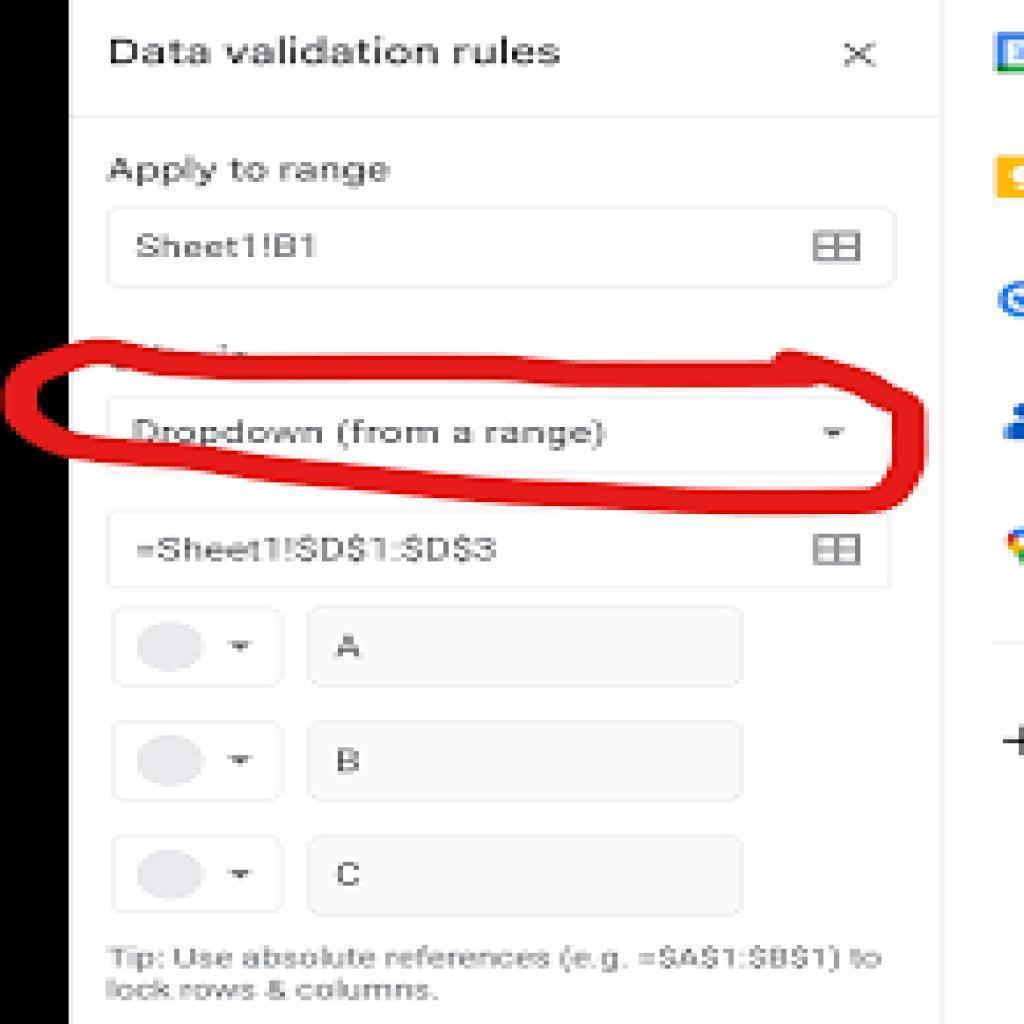 Data validation rules
Apply to range
Sheet1!B1
Dropdown (from a range)
=Sheet1!$D$1:$D$3
A
B
C
Tip: Use absolute references (e.g. =$A$1:$B$1) to
lock rows & columns.